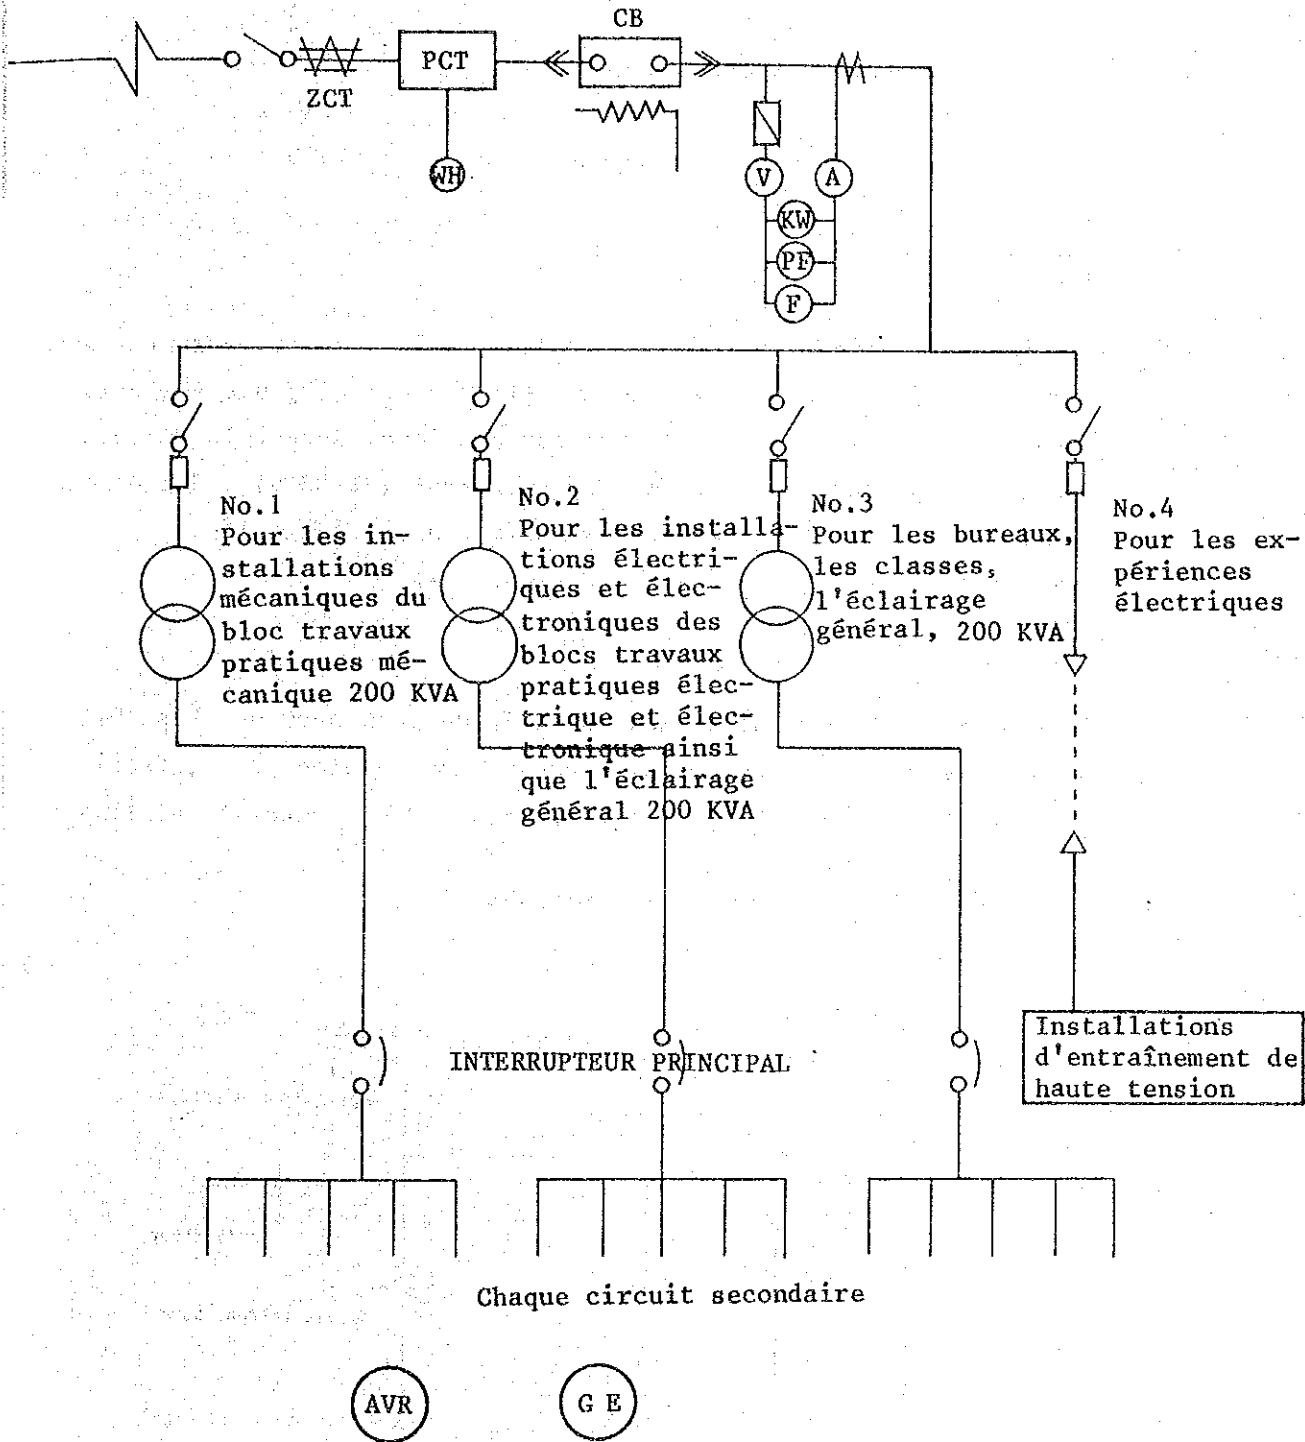 CB
PCT
ZCT
WH
V
A
KW
PF
F
No.1
Pour les in-
stallations
mécaniques du
bloc travaux
pratiques mé-
canique 200 KVA
No.2
Pour les installa-
tions électri-
ques et élec-
troniques des
blocs travaux
pratiques élec-
trique et élec-
tronique ainsi
que l'éclairage
général 200 KVA
No.3
Pour les bureaux,
les classes,
l'éclairage
général, 200 KVA
No.4
Pour les ex-
périences
électriques
INTERRUPTEUR PRINCIPAL
Installations
d'entraînement de
haute tension
Chaque circuit secondaire
AVR
G E